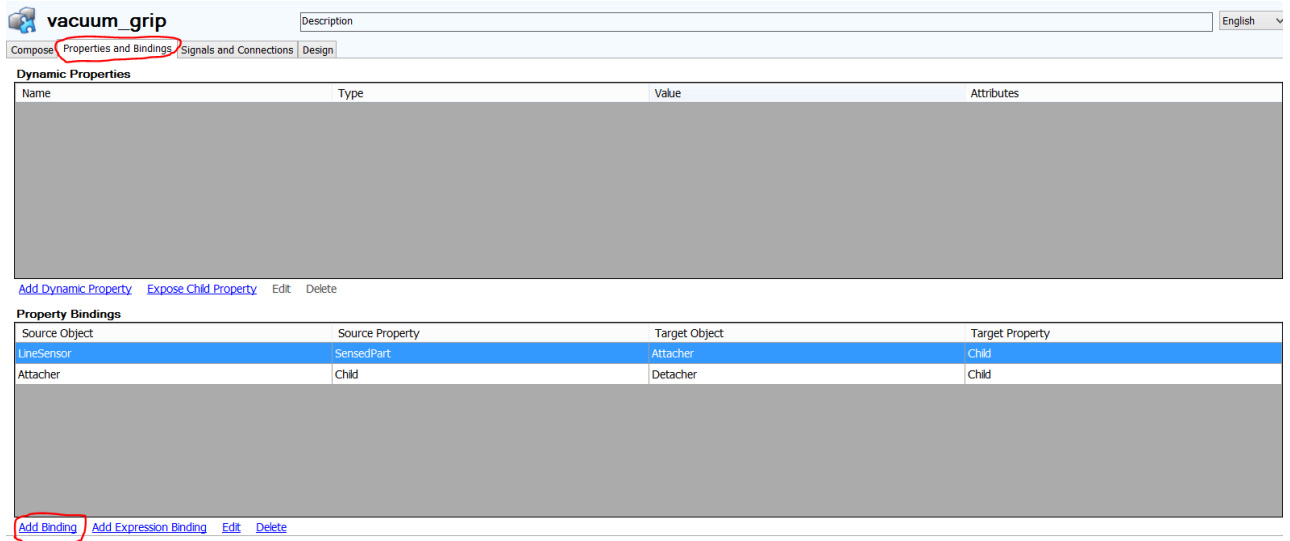 vacuum_grip Description English
Compose Properties and Bindings Signals and Connections Design
Dynamic Properties
Name Type Value Attributes
Add Dynamic Property Expose Child Property Edit Delete
Property Bindings
Source Object Source Property Target Object Target Property
LineSensor SensedPart Attacher Child
Attacher Child Detacher Child
Add Binding Add Expression Binding Edit Delete